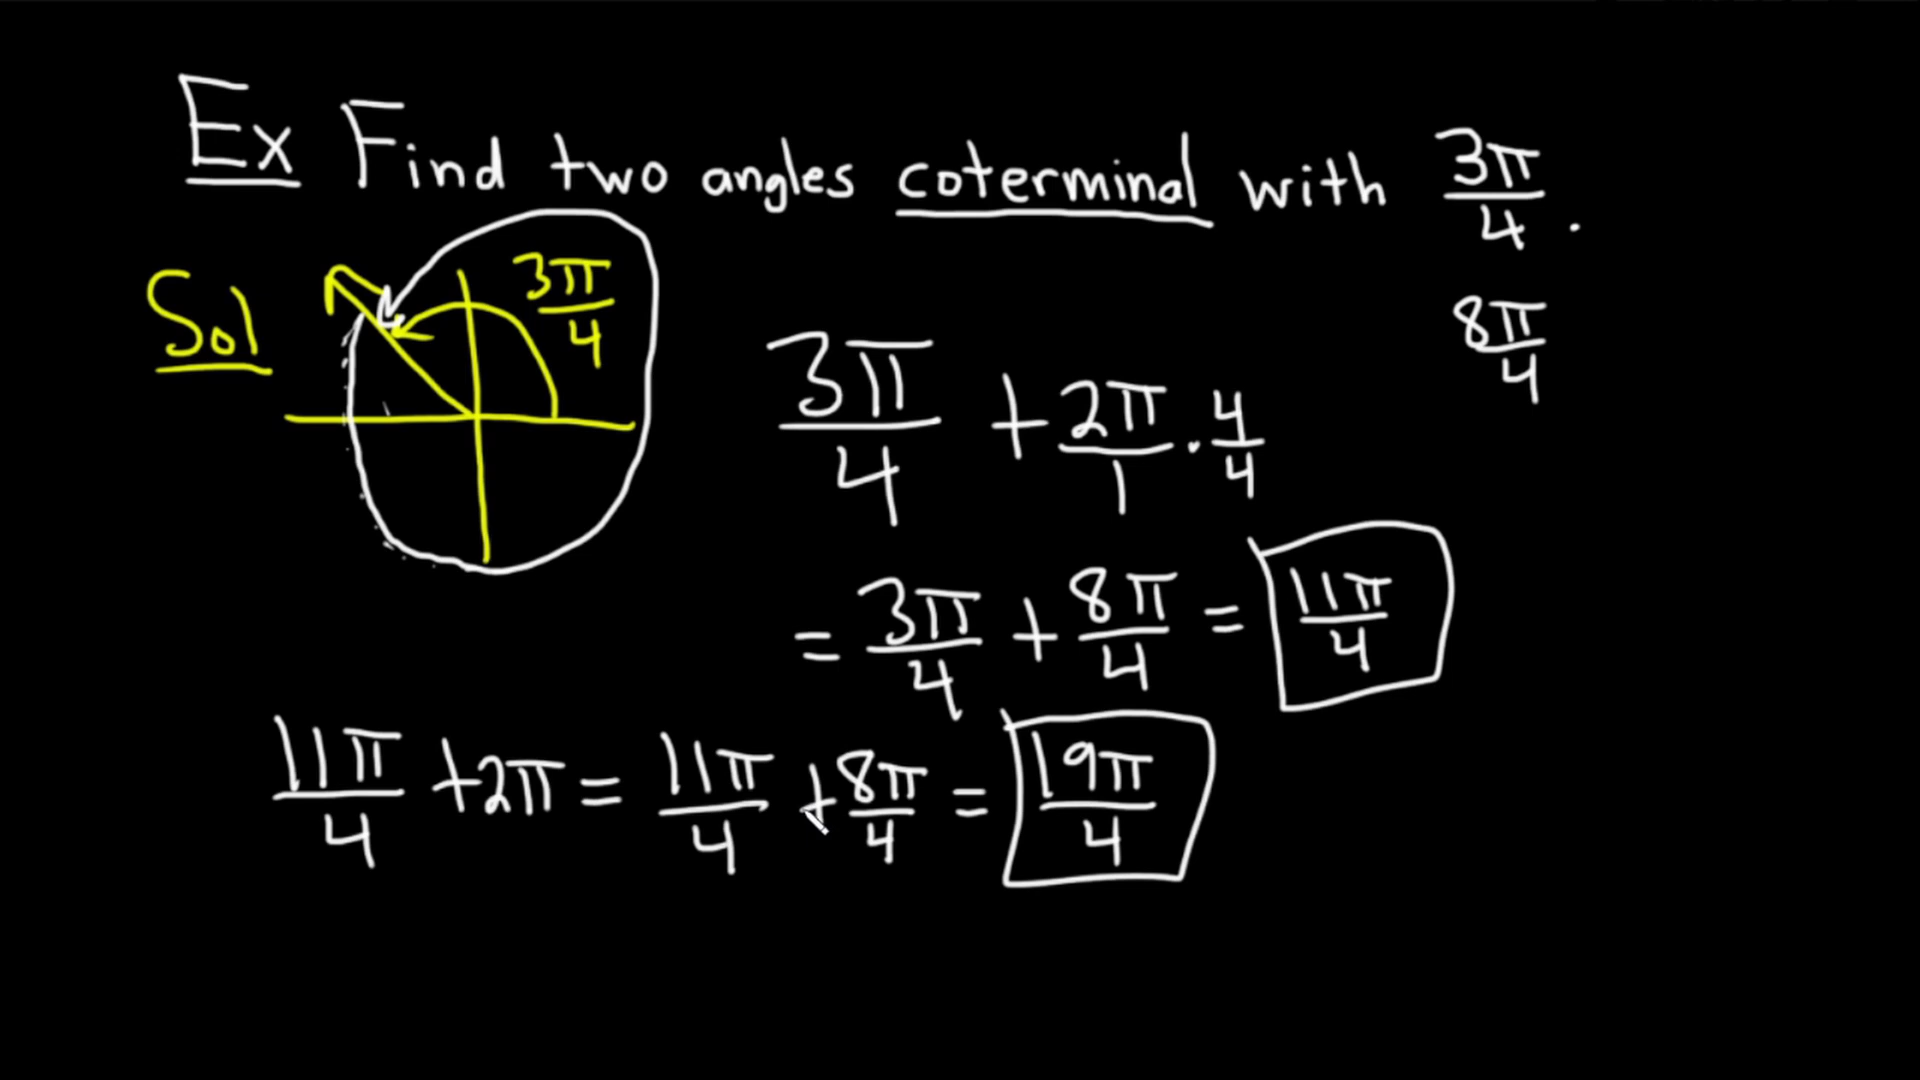 Ex Find two angles coterminal with 3π/4.
Sol
3π/4
8π/4
3π/4 + 2π/1 · 4/4
= 3π/4 + 8π/4 = 11π/4
11π/4 + 2π = 11π/4 + 8π/4 = 19π/4